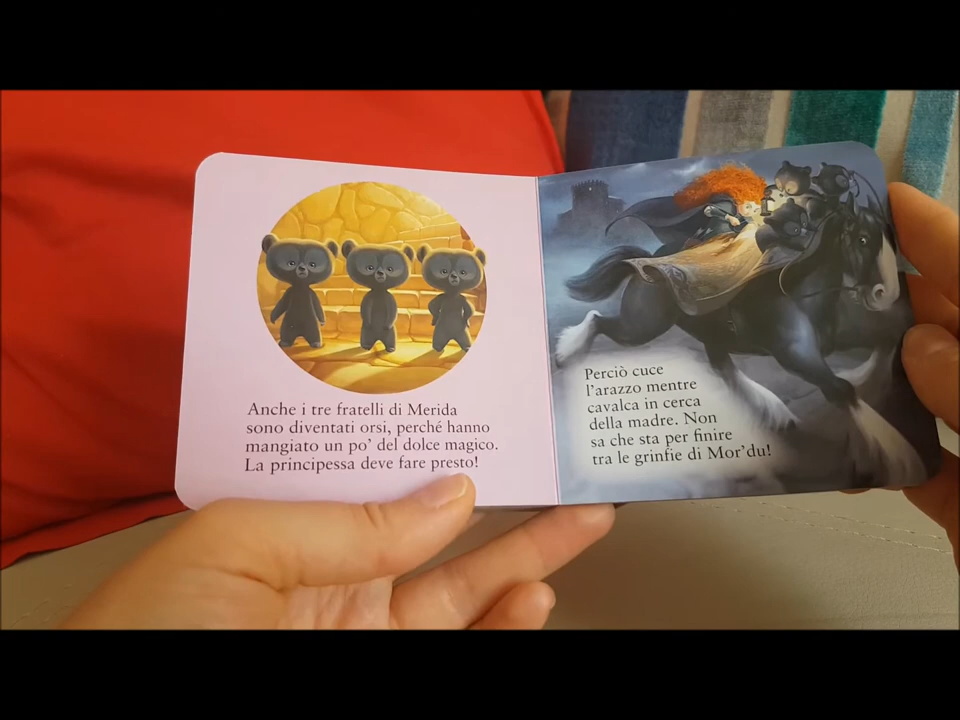 Anche i tre fratelli di Merida
sono diventati orsi, perché hanno
mangiato un po' del dolce magico.
La principessa deve fare presto!
Perciò cuce
l'arazzo mentre
cavalca in cerca
della madre. Non
sa che sta per finire
tra le grinfie di Mor'du!